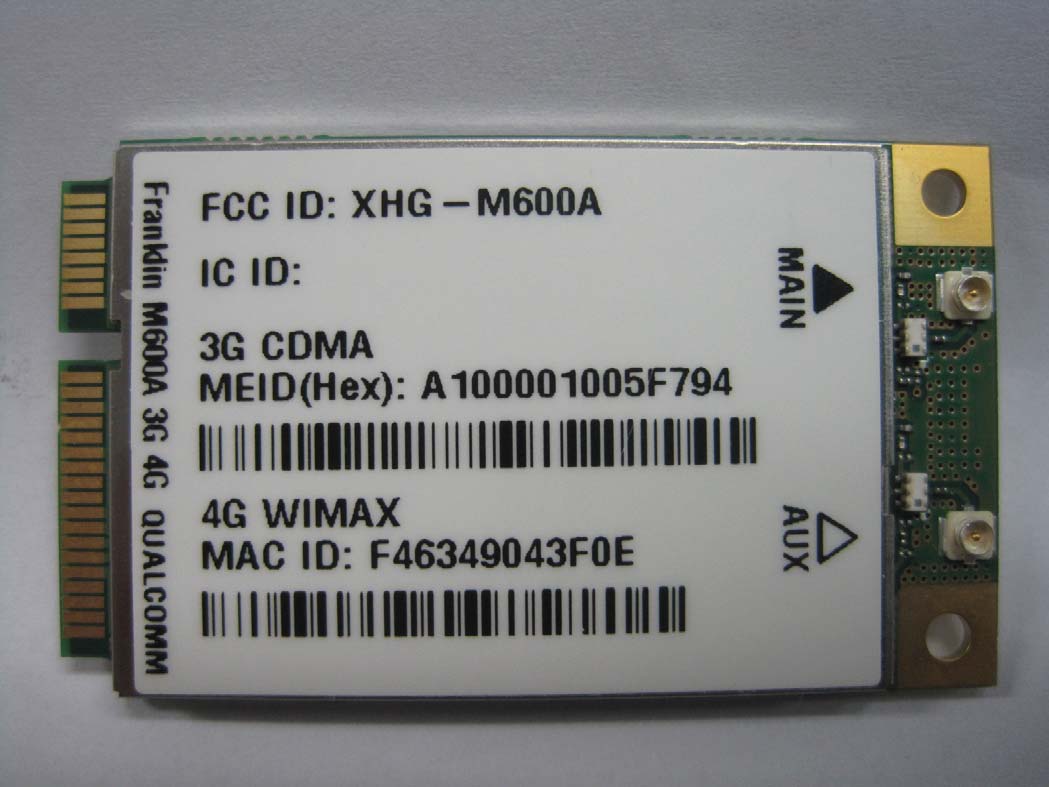 FCC ID: XHG-M600A
IC ID:
3G CDMA
MEID(Hex): A100001005F794
4G WIMAX
MAC ID: F46349043F0E
Franklin M600A 3G 4G QUALCOMM
MAIN
AUX